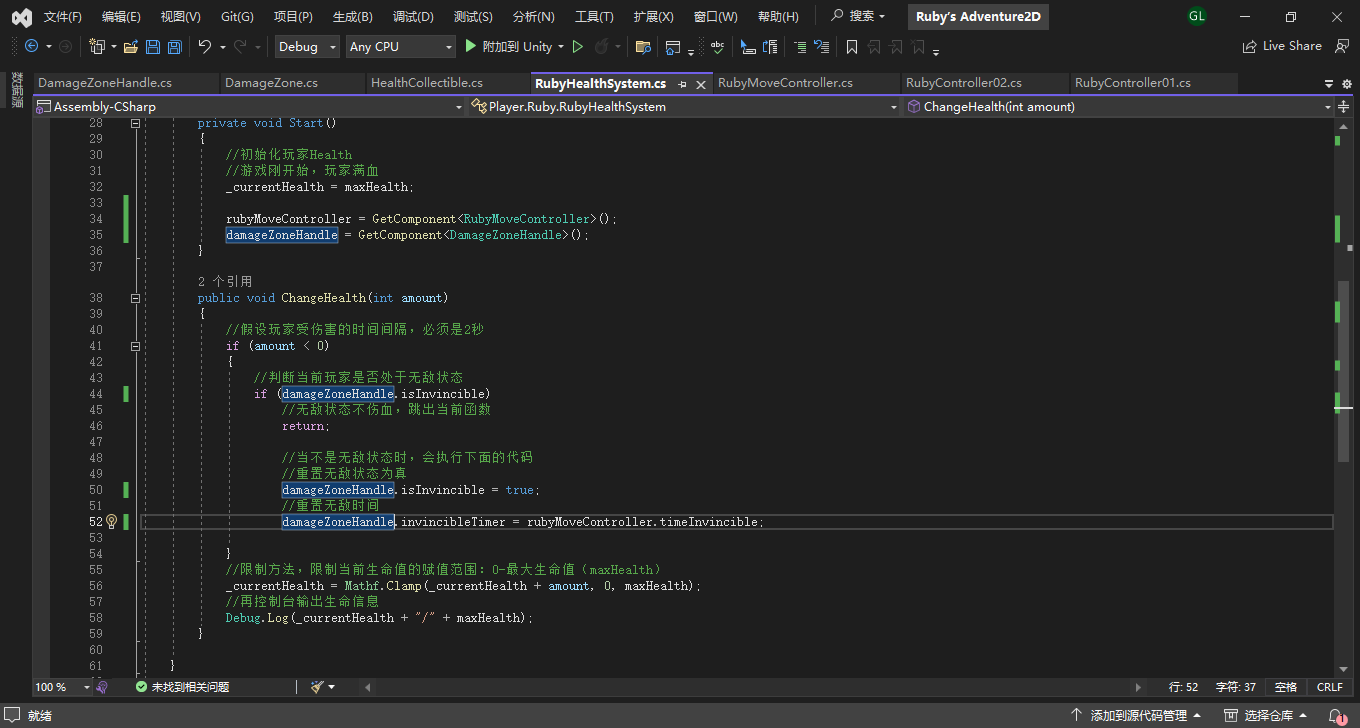 文件(F) 编辑(E) 视图(V) Git(G) 项目(P) 生成(B) 调试(D) 测试(S) 分析(N) 工具(T) 扩展(X) 窗口(W) 帮助(H) 搜索 Ruby's Adventure2D GL
Debug Any CPU 附加到 Unity Live Share
数据源
DamageZoneHandle.cs DamageZone.cs HealthCollectible.cs RubyHealthSystem.cs RubyMoveController.cs RubyController02.cs RubyController01.cs
Assembly-CSharp Player.Ruby.RubyHealthSystem ChangeHealth(int amount)
28 private void Start()
29 {
30 //初始化玩家Health
31 //游戏刚开始，玩家满血
32 _currentHealth = maxHealth;
33
34 rubyMoveController = GetComponent<RubyMoveController>();
35 damageZoneHandle = GetComponent<DamageZoneHandle>();
36 }
37
2 个引用
38 public void ChangeHealth(int amount)
39 {
40 //假设玩家受伤害的时间间隔，必须是2秒
41 if (amount < 0)
42 {
43 //判断当前玩家是否处于无敌状态
44 if (damageZoneHandle.isInvincible)
45 //无敌状态不伤血，跳出当前函数
46 return;
47
48 //当不是无敌状态时，会执行下面的代码
49 //重置无敌状态为真
50 damageZoneHandle.isInvincible = true;
51 //重置无敌时间
52 damageZoneHandle.invincibleTimer = rubyMoveController.timeInvincible;
53
54 }
55 //限制方法，限制当前生命值的赋值范围：0-最大生命值（maxHealth）
56 _currentHealth = Mathf.Clamp(_currentHealth + amount, 0, maxHealth);
57 //再控制台输出生命信息
58 Debug.Log(_currentHealth + "/" + maxHealth);
59 }
60
61 }
100 % 未找到相关问题 行: 52 字符: 37 空格 CRLF
就绪 添加到源代码管理 选择仓库 1